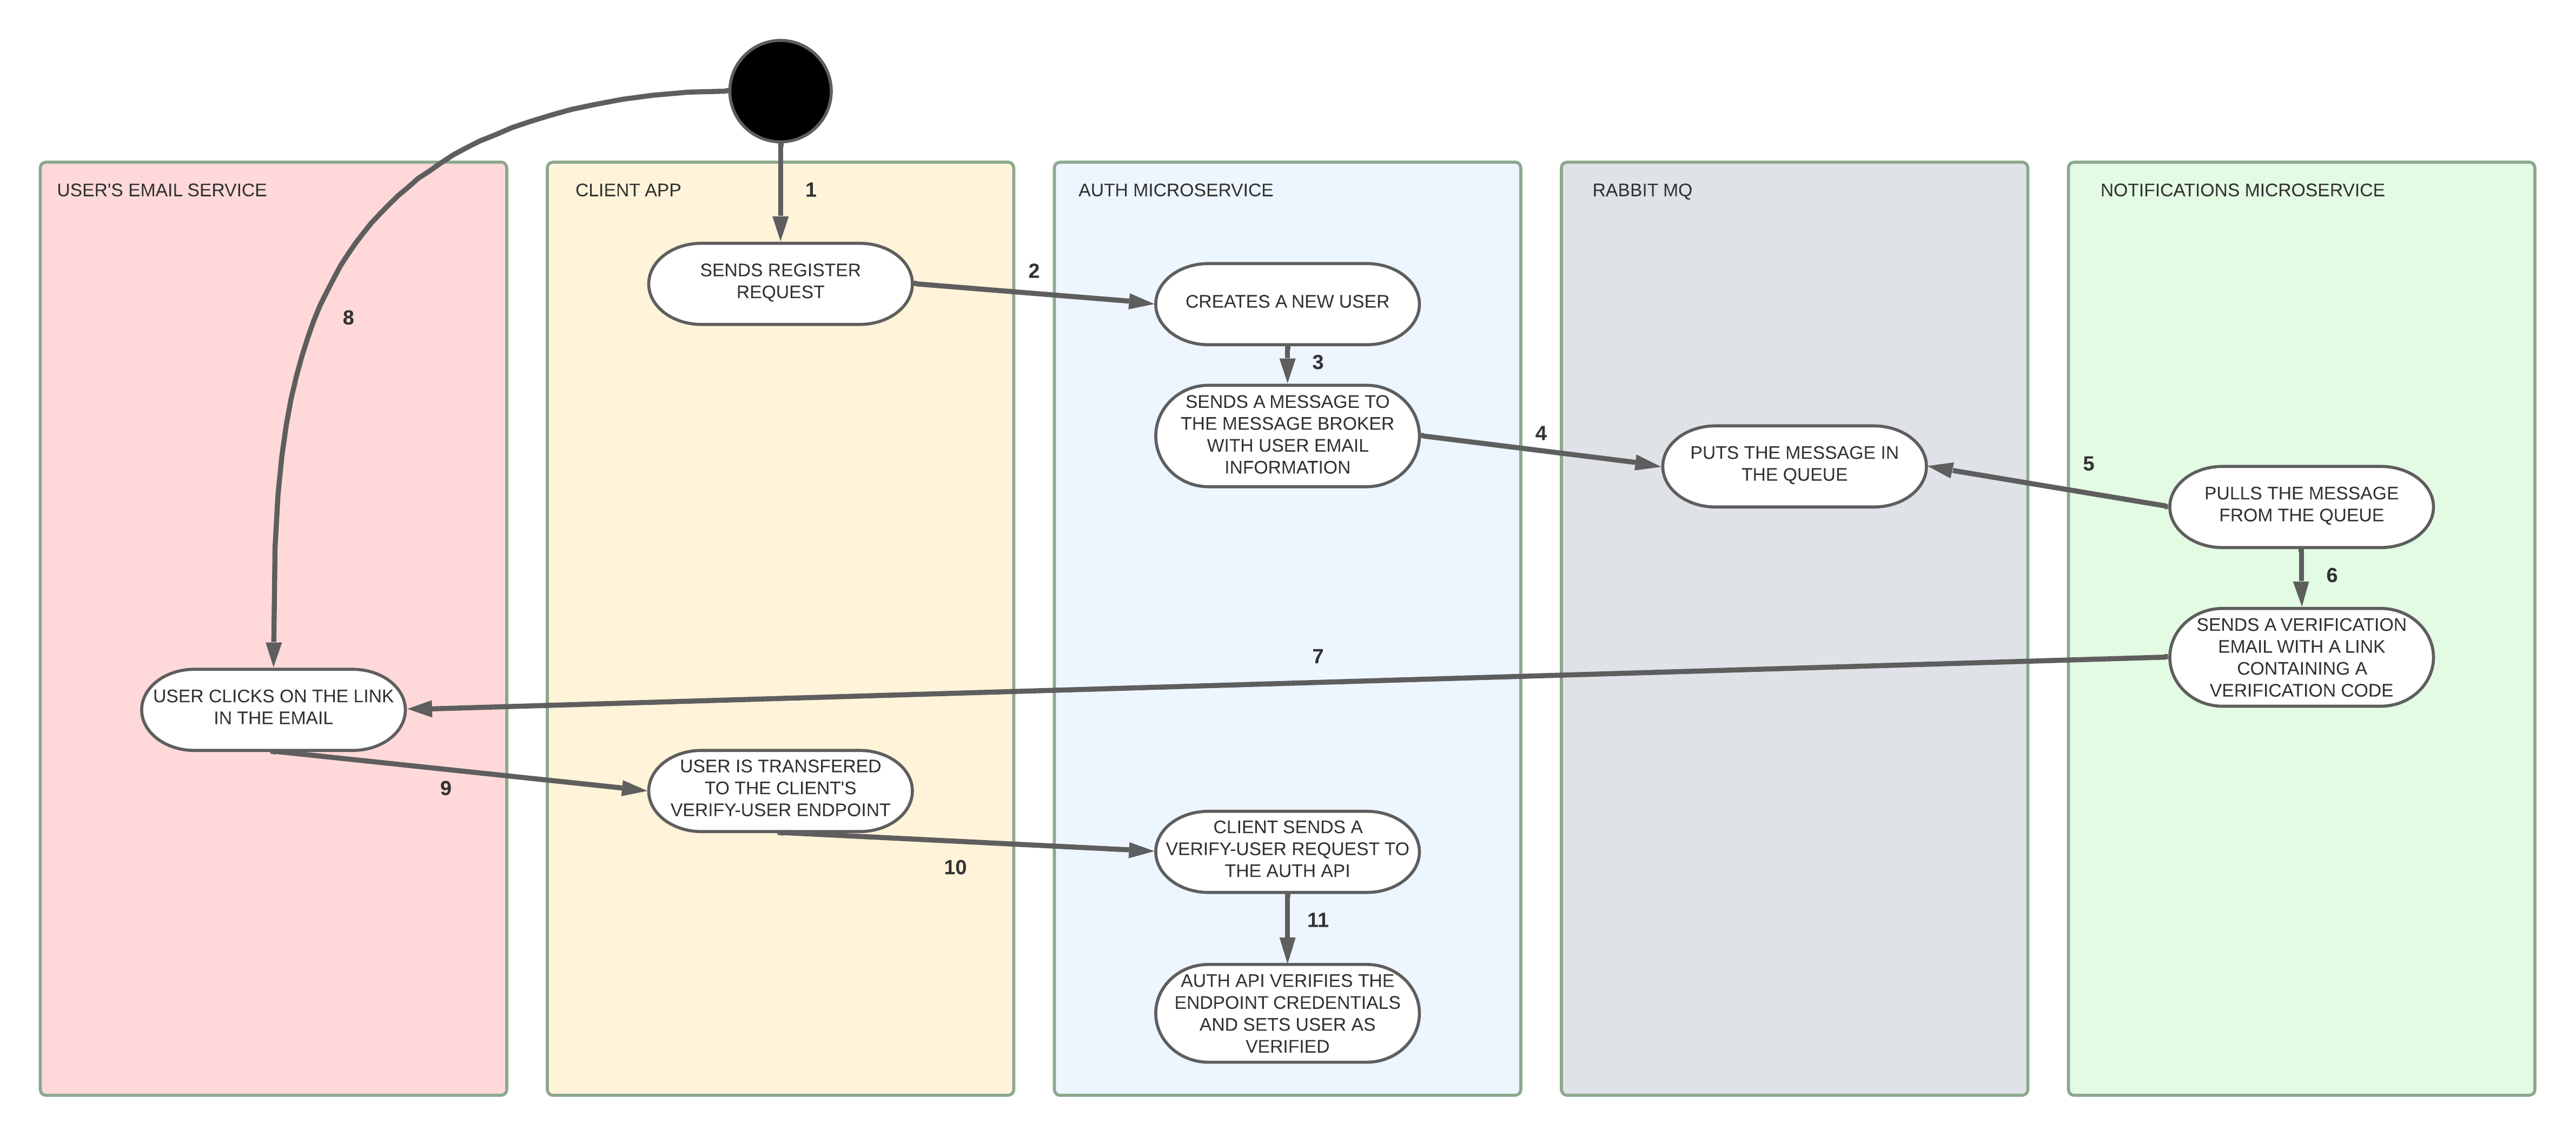 USER'S EMAIL SERVICE
CLIENT APP
AUTH MICROSERVICE
RABBIT MQ
NOTIFICATIONS MICROSERVICE
1
SENDS REGISTER
REQUEST
2
CREATES A NEW USER
3
SENDS A MESSAGE TO
THE MESSAGE BROKER
WITH USER EMAIL
INFORMATION
4
PUTS THE MESSAGE IN
THE QUEUE
5
PULLS THE MESSAGE
FROM THE QUEUE
6
SENDS A VERIFICATION
EMAIL WITH A LINK
CONTAINING A
VERIFICATION CODE
7
8
USER CLICKS ON THE LINK
IN THE EMAIL
9
USER IS TRANSFERED
TO THE CLIENT'S
VERIFY-USER ENDPOINT
10
CLIENT SENDS A
VERIFY-USER REQUEST TO
THE AUTH API
11
AUTH API VERIFIES THE
ENDPOINT CREDENTIALS
AND SETS USER AS
VERIFIED